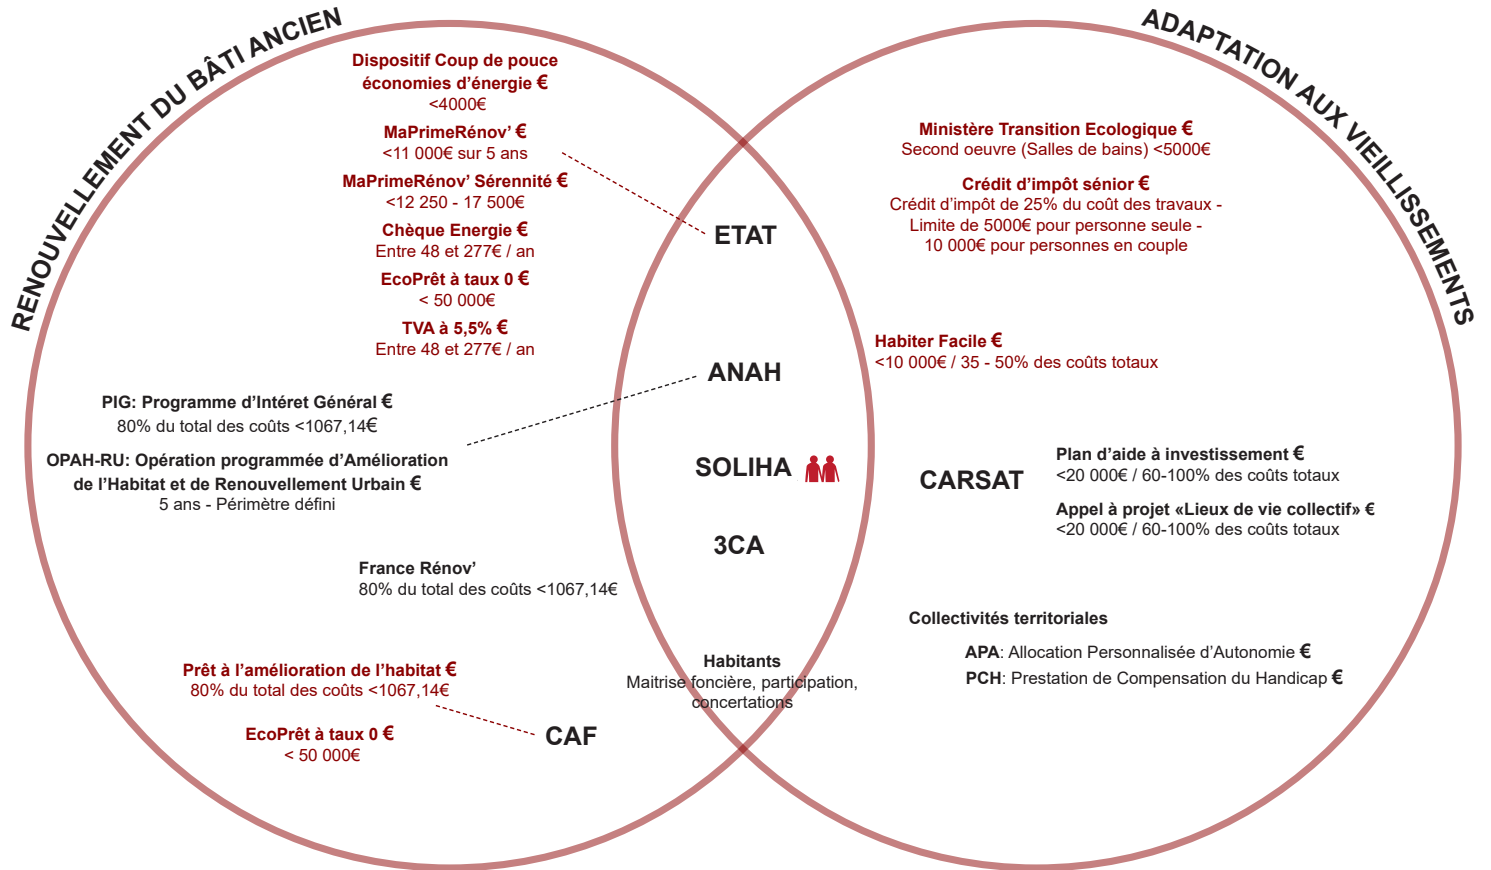 RENOUVELLEMENT DU BÂTI ANCIEN
Dispositif Coup de pouce
économies d’énergie €
<4000€
MaPrimeRénov’ €
<11 000€ sur 5 ans
MaPrimeRénov’ Sérennité €
<12 250 - 17 500€
Chèque Energie €
Entre 48 et 277€ / an
EcoPrêt à taux 0 €
< 50 000€
TVA à 5,5% €
Entre 48 et 277€ / an
PIG: Programme d’Intéret Général €
80% du total des coûts <1067,14€
OPAH-RU: Opération programmée d’Amélioration
de l’Habitat et de Renouvellement Urbain €
5 ans - Périmètre défini
France Rénov’
80% du total des coûts <1067,14€
Prêt à l’amélioration de l’habitat €
80% du total des coûts <1067,14€
EcoPrêt à taux 0 €
< 50 000€
CAF
ETAT
ANAH
SOLIHA
3CA
Habitants
Maitrise foncière, participation,
concertations
ADAPTATION AUX VIEILLISSEMENTS
Ministère Transition Ecologique €
Second oeuvre (Salles de bains) <5000€
Crédit d’impôt sénior €
Crédit d’impôt de 25% du coût des travaux -
Limite de 5000€ pour personne seule -
10 000€ pour personnes en couple
Habiter Facile €
<10 000€ / 35 - 50% des coûts totaux
CARSAT
Plan d’aide à investissement €
<20 000€ / 60-100% des coûts totaux
Appel à projet «Lieux de vie collectif» €
<20 000€ / 60-100% des coûts totaux
Collectivités territoriales
APA: Allocation Personnalisée d’Autonomie €
PCH: Prestation de Compensation du Handicap €